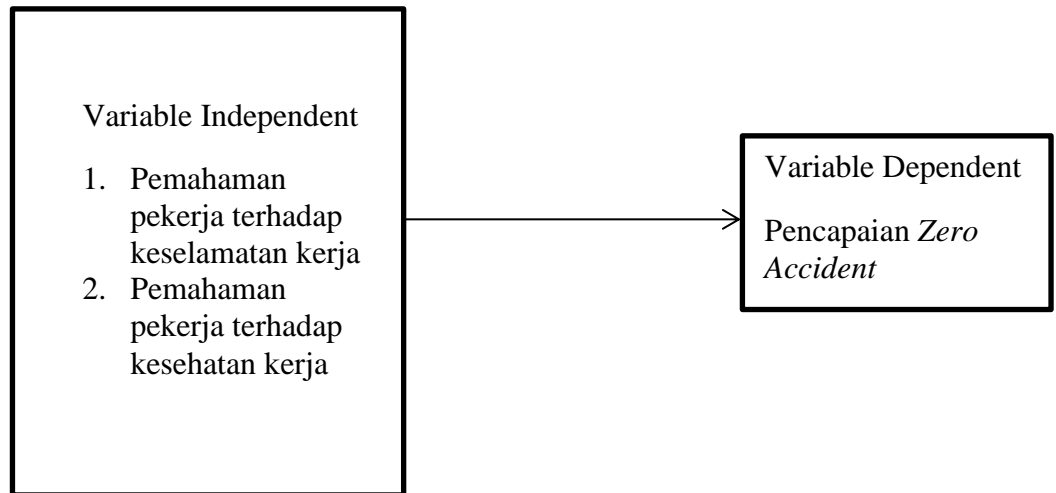 Variable Independent
1. Pemahaman
pekerja terhadap
keselamatan kerja
2. Pemahaman
pekerja terhadap
kesehatan kerja
Variable Dependent
Pencapaian Zero
Accident